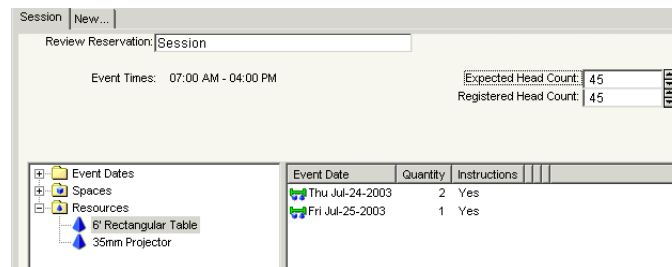 Session New...
Review Reservation: Session
Event Times: 07:00 AM - 04:00 PM
Expected Head Count: 45
Registered Head Count: 45
Event Dates
Spaces
Resources
6' Rectangular Table
35mm Projector
Event Date Quantity Instructions
Thu Jul-24-2003 2 Yes
Fri Jul-25-2003 1 Yes